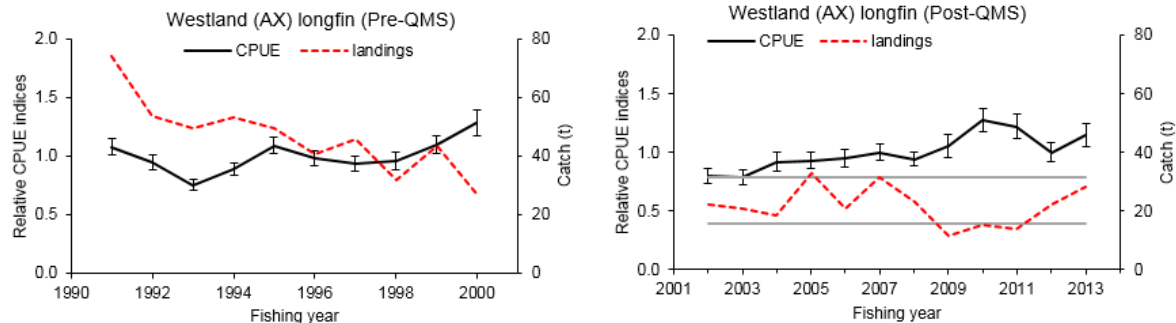 Westland (AX) longfin (Pre-QMS)
CPUE landings
2.0
1.5
1.0
0.5
0.0
Relative CPUE indices
80
60
40
20
0
Catch (t)
1990 1992 1994 1996 1998 2000
Fishing year
Westland (AX) longfin (Post-QMS)
CPUE landings
2.0
1.5
1.0
0.5
0.0
Relative CPUE indices
80
60
40
20
0
Catch (t)
2001 2003 2005 2007 2009 2011 2013
Fishing year